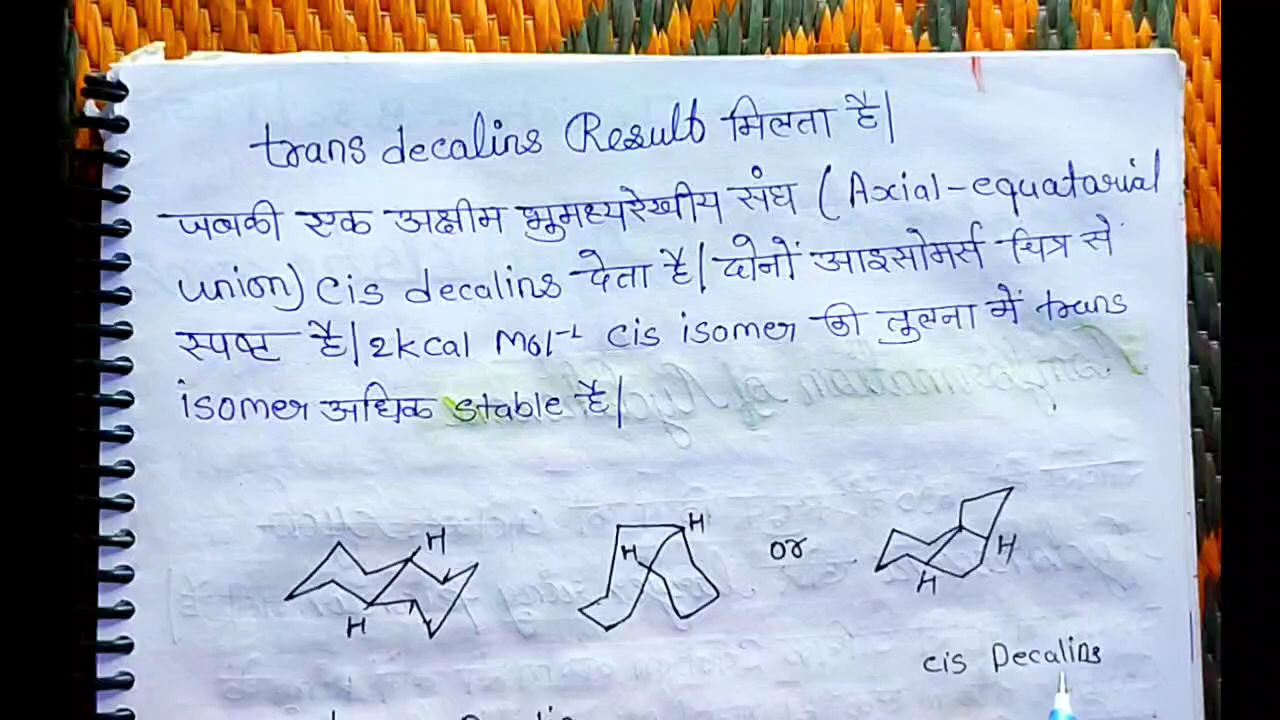 trans decalins Result मिलता है|
जबकी एक अक्षीम भुमध्यरेखीय संघ (Axial-equatarial
union) cis decalins देता है| दोनों आइसोमर्स चित्र से
स्पष्ट है| 2kcal mol⁻¹ cis isomer की तुलना में trans
isomer अधिक stable है|
H H
H or H
H H
cis Decalins